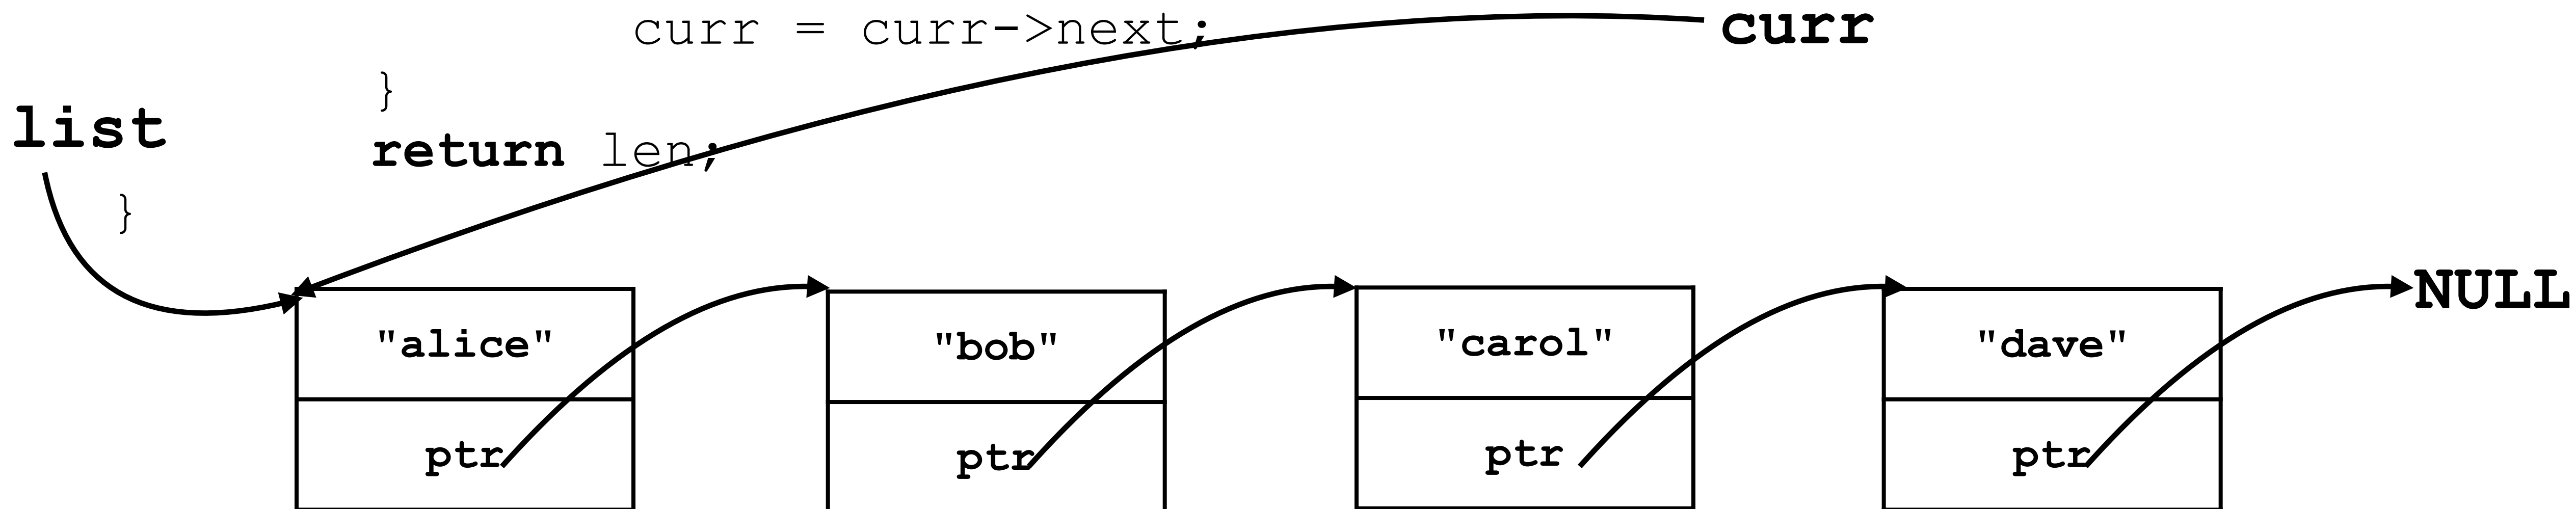 curr = curr->next;
curr
}
list
return len;
}
NULL
"alice" "bob" "carol" "dave"
ptr ptr ptr ptr